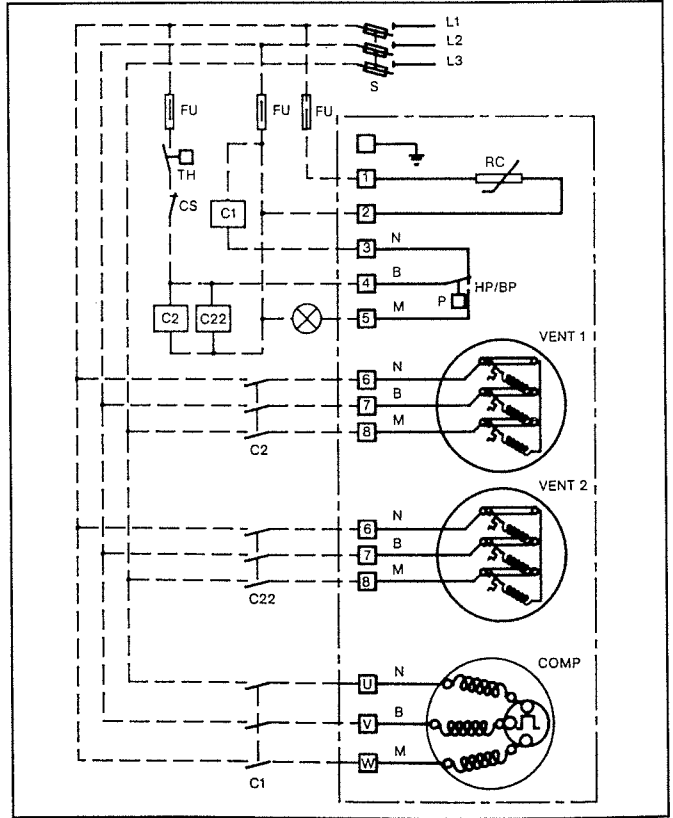 L1
L2
L3
S
FU
FU
FU
TH
CS
C1
RC
1
2
3
N
4
B
HP/BP
P
5
M
C2
C22
VENT 1
6
N
7
B
8
M
C2
VENT 2
6
N
7
B
8
M
C22
COMP
U
N
V
B
W
M
C1